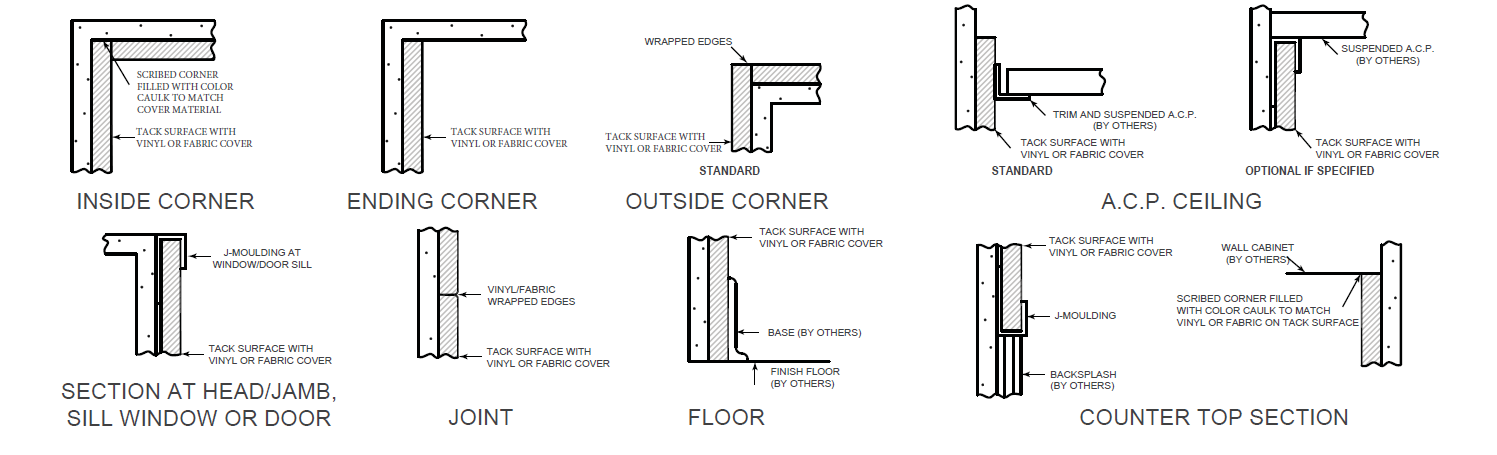 SCRIBED CORNER
FILLED WITH COLOR
CAULK TO MATCH
COVER MATERIAL
TACK SURFACE WITH
VINYL OR FABRIC COVER
INSIDE CORNER
TACK SURFACE WITH
VINYL OR FABRIC COVER
ENDING CORNER
WRAPPED EDGES
TACK SURFACE WITH
VINYL OR FABRIC COVER
STANDARD
OUTSIDE CORNER
TRIM AND SUSPENDED A.C.P.
(BY OTHERS)
TACK SURFACE WITH
VINYL OR FABRIC COVER
STANDARD
SUSPENDED A.C.P.
(BY OTHERS)
TACK SURFACE WITH
VINYL OR FABRIC COVER
OPTIONAL IF SPECIFIED
A.C.P. CEILING
J-MOULDING AT
WINDOW/DOOR SILL
TACK SURFACE WITH
VINYL OR FABRIC COVER
SECTION AT HEAD/JAMB,
SILL WINDOW OR DOOR
VINYL/FABRIC
WRAPPED EDGES
TACK SURFACE WITH
VINYL OR FABRIC COVER
JOINT
TACK SURFACE WITH
VINYL OR FABRIC COVER
BASE (BY OTHERS)
FINISH FLOOR
(BY OTHERS)
FLOOR
TACK SURFACE WITH
VINYL OR FABRIC COVER
J-MOULDING
BACKSPLASH
(BY OTHERS)
WALL CABINET
(BY OTHERS)
SCRIBED CORNER FILLED
WITH COLOR CAULK TO MATCH
VINYL OR FABRIC ON TACK SURFACE
COUNTER TOP SECTION